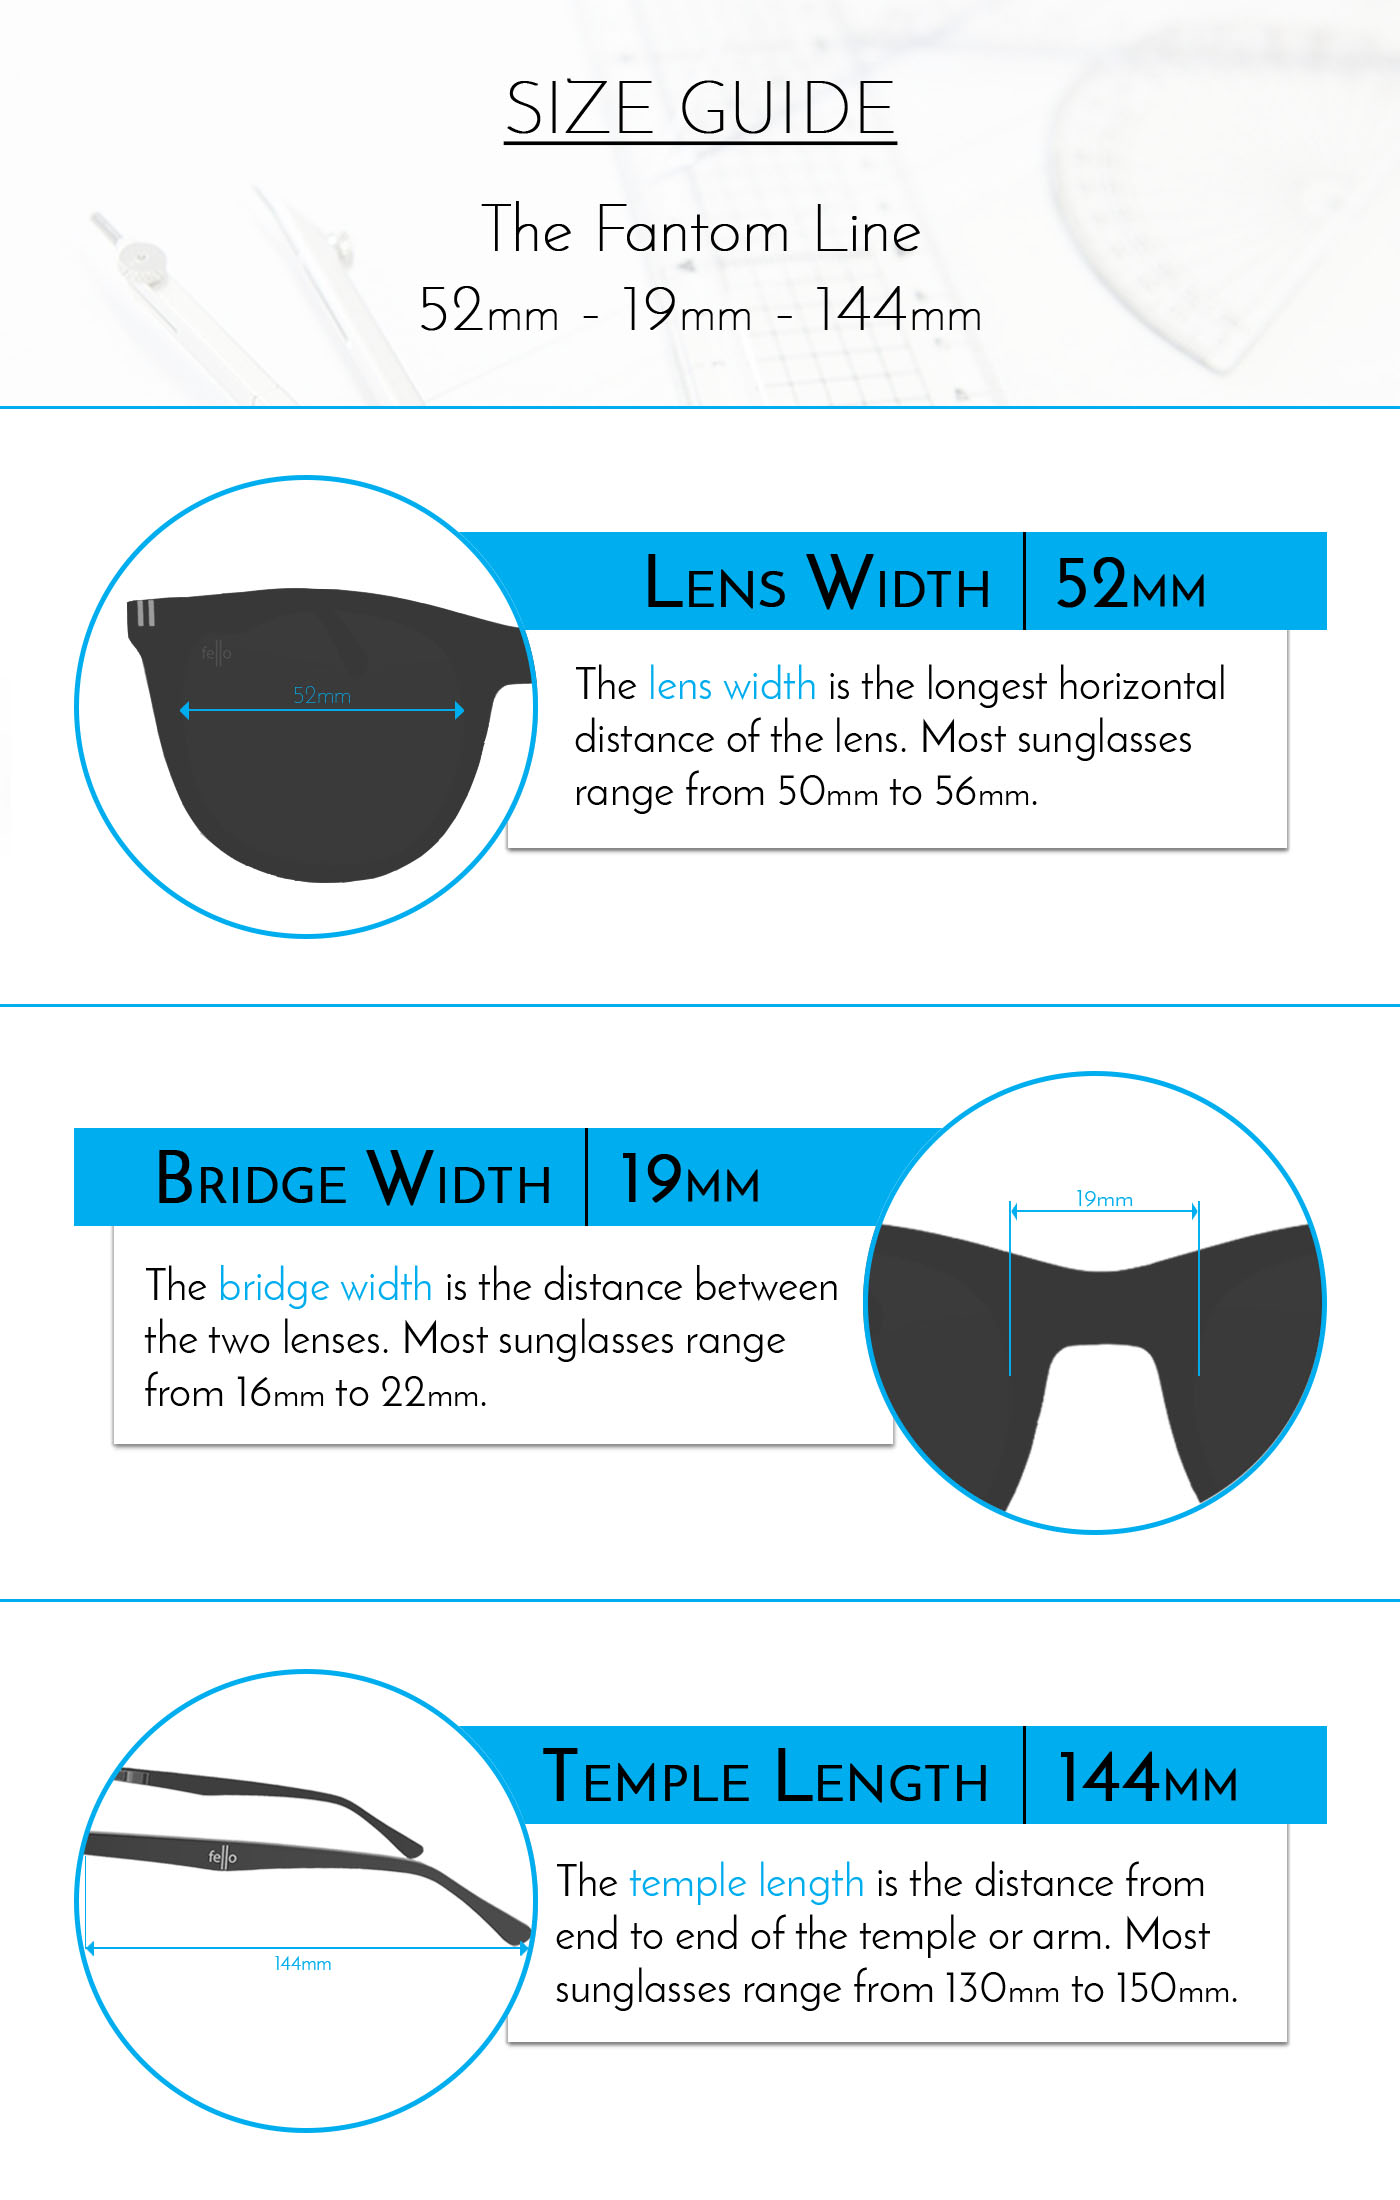 SIZE GUIDE
The Fantom Line
52mm - 19mm - 144mm
LENS WIDTH | 52MM
fello
52mm
The lens width is the longest horizontal
distance of the lens. Most sunglasses
range from 50mm to 56mm.
BRIDGE WIDTH | 19MM
The bridge width is the distance between
the two lenses. Most sunglasses range
from 16mm to 22mm.
19mm
TEMPLE LENGTH | 144MM
fello
144mm
The temple length is the distance from
end to end of the temple or arm. Most
sunglasses range from 130mm to 150mm.